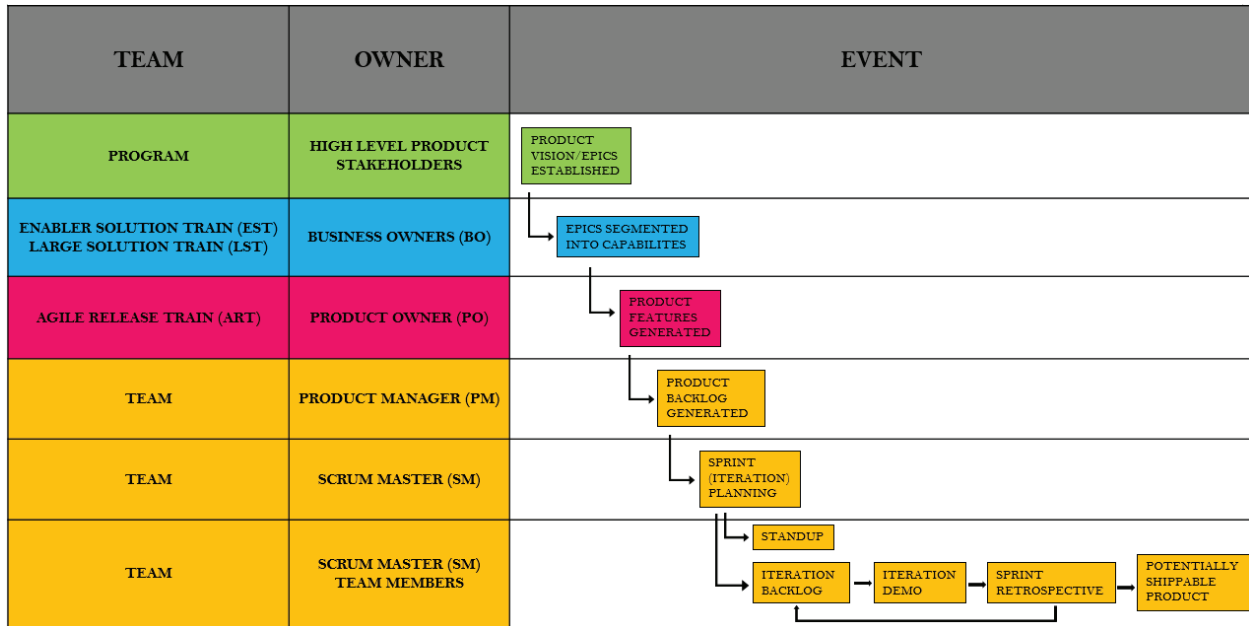 TEAM
OWNER
EVENT
PROGRAM
HIGH LEVEL PRODUCT
STAKEHOLDERS
PRODUCT
VISION/EPICS
ESTABLISHED
ENABLER SOLUTION TRAIN (EST)
LARGE SOLUTION TRAIN (LST)
BUSINESS OWNERS (BO)
EPICS SEGMENTED
INTO CAPABILITES
AGILE RELEASE TRAIN (ART)
PRODUCT OWNER (PO)
PRODUCT
FEATURES
GENERATED
TEAM
PRODUCT MANAGER (PM)
PRODUCT
BACKLOG
GENERATED
TEAM
SCRUM MASTER (SM)
SPRINT
(ITERATION)
PLANNING
TEAM
SCRUM MASTER (SM)
TEAM MEMBERS
STANDUP
ITERATION
BACKLOG
ITERATION
DEMO
SPRINT
RETROSPECTIVE
POTENTIALLY
SHIPPABLE
PRODUCT